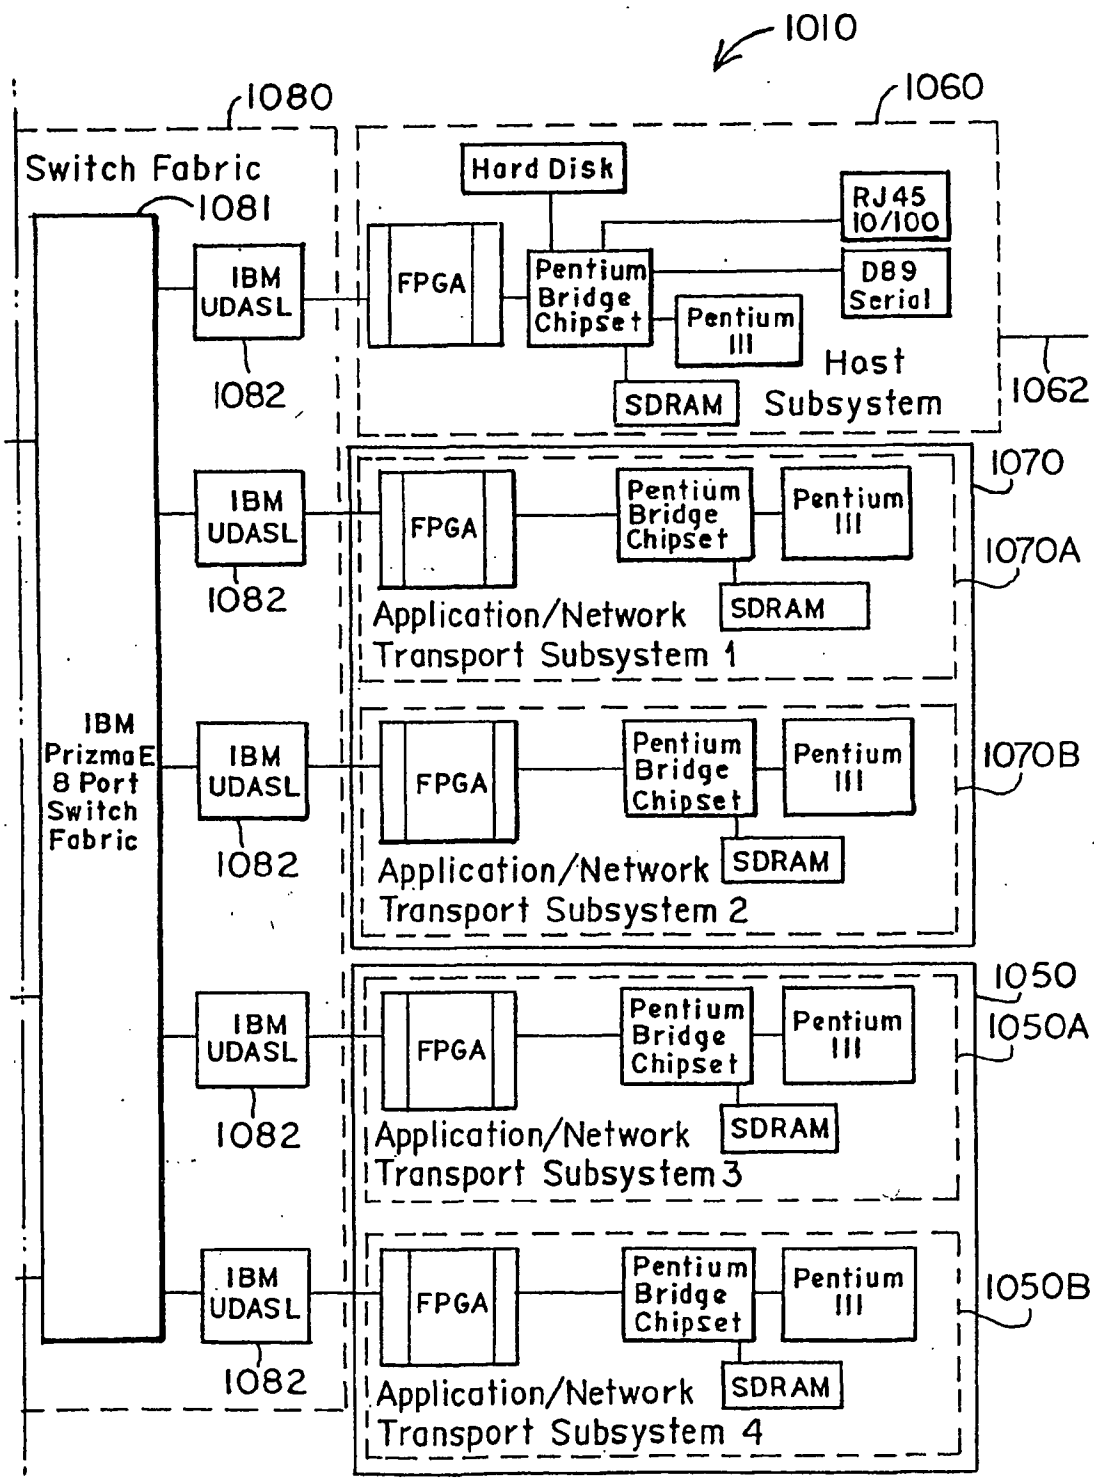 1010
1080
1060
Switch Fabric
1081
Hard Disk
RJ45
10/100
IBM
UDASL
FPGA
Pentium
Bridge
Chipset
D89
Serial
Pentium
III
1082
SDRAM
Host
Subsystem
1062
IBM
UDASL
FPGA
Pentium
Bridge
Chipset
Pentium
III
1070
1070A
1082
SDRAM
Application/Network
Transport Subsystem 1
IBM
PrizmaE
8 Port
Switch
Fabric
IBM
UDASL
FPGA
Pentium
Bridge
Chipset
Pentium
III
1070B
1082
SDRAM
Application/Network
Transport Subsystem 2
IBM
UDASL
FPGA
Pentium
Bridge
Chipset
Pentium
III
1050
1050A
1082
SDRAM
Application/Network
Transport Subsystem 3
IBM
UDASL
FPGA
Pentium
Bridge
Chipset
Pentium
III
1050B
1082
SDRAM
Application/Network
Transport Subsystem 4